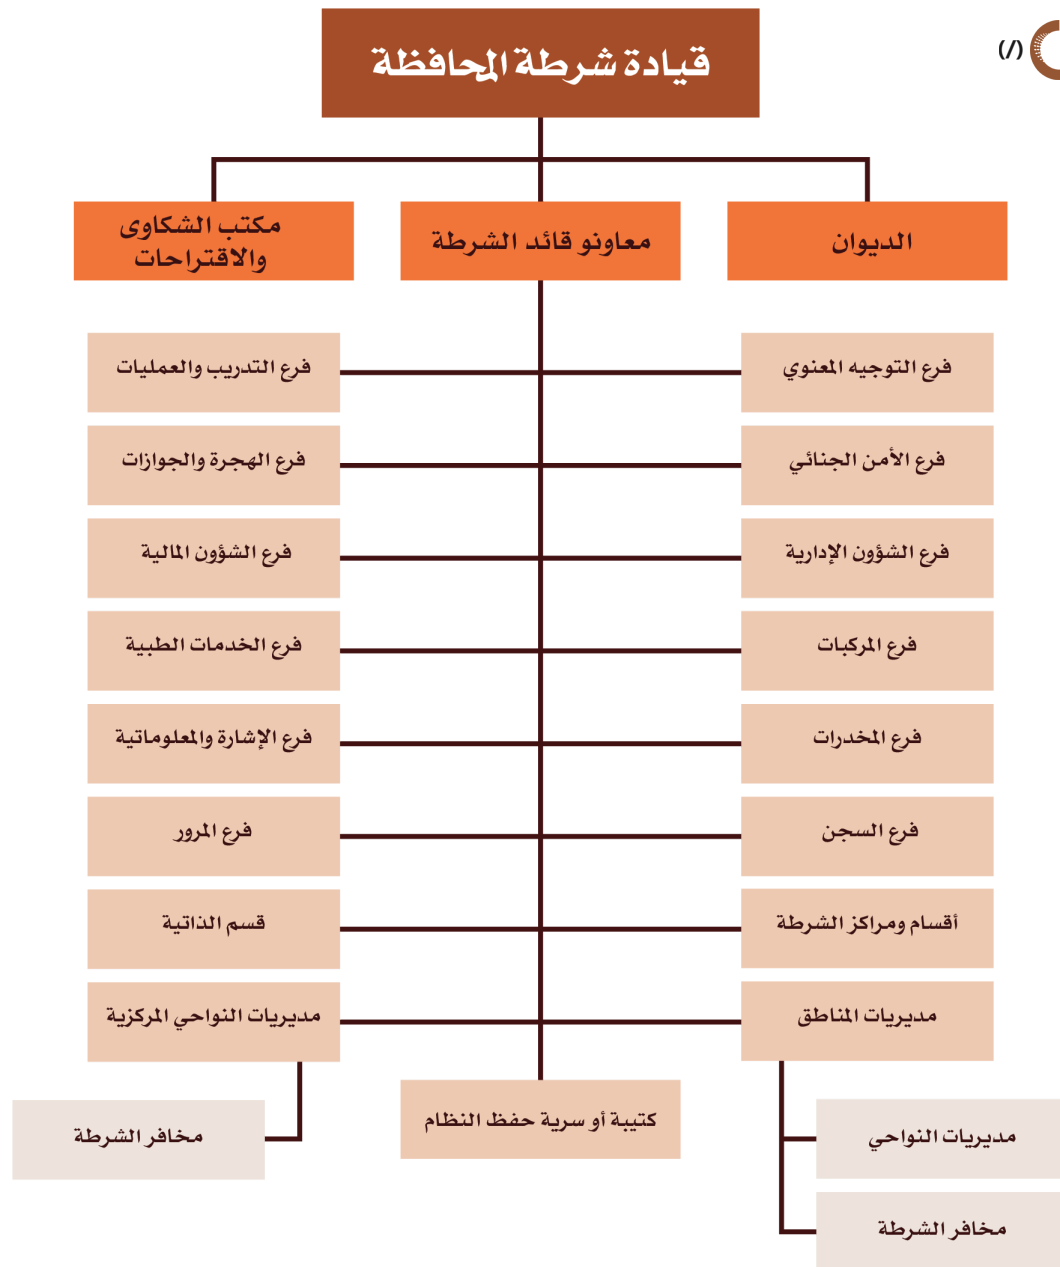 (/)
قيادة شرطة المحافظة
الديوان
معاونو قائد الشرطة
مكتب الشكاوى
والاقتراحات
فرع التوجيه المعنوي
فرع التدريب والعمليات
فرع الأمن الجنائي
فرع الهجرة والجوازات
فرع الشؤون الإدارية
فرع الشؤون المالية
فرع المركبات
فرع الخدمات الطبية
فرع المخدرات
فرع الإشارة والمعلوماتية
فرع السجن
فرع المرور
أقسام ومراكز الشرطة
قسم الذاتية
مديريات المناطق
مديريات النواحي المركزية
كتيبة أو سرية حفظ النظام
مديريات النواحي
مخافر الشرطة
مخافر الشرطة